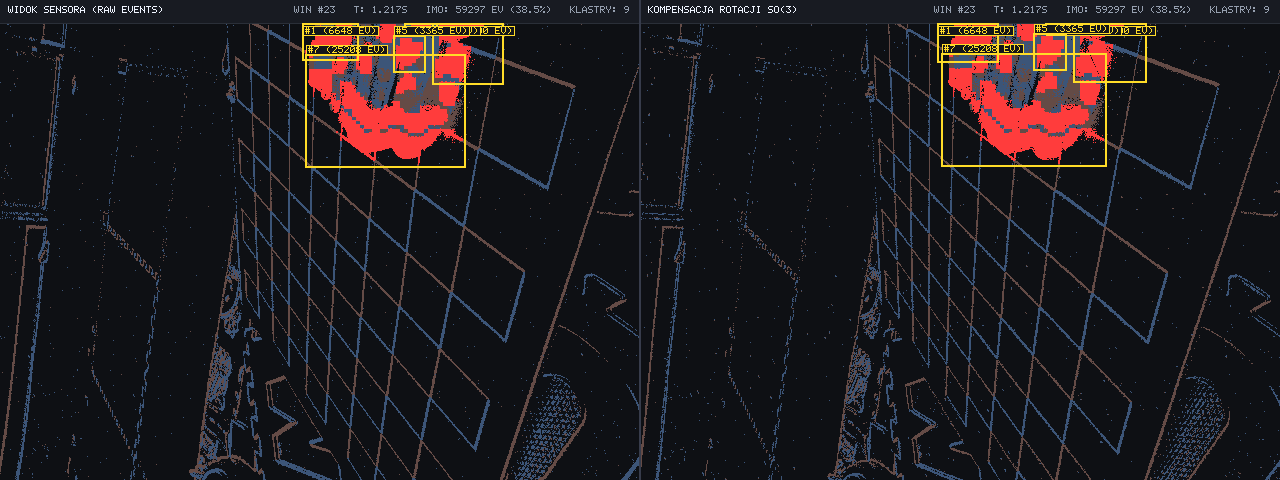 WIDOK SENSORA (RAW EVENTS) WIN #23 T: 1.217S IMO: 59297 EV (38.5%) KLASTRY: 9
#1 (6648 EV) #5 (3365 EV)
#7 (25208 EV)
KOMPENSACJA ROTACJI SO(3) WIN #23 T: 1.217S IMO: 59297 EV (38.5%) KLASTRY: 9
#1 (6648 EV) #5 (3365 EV)
#7 (25208 EV)